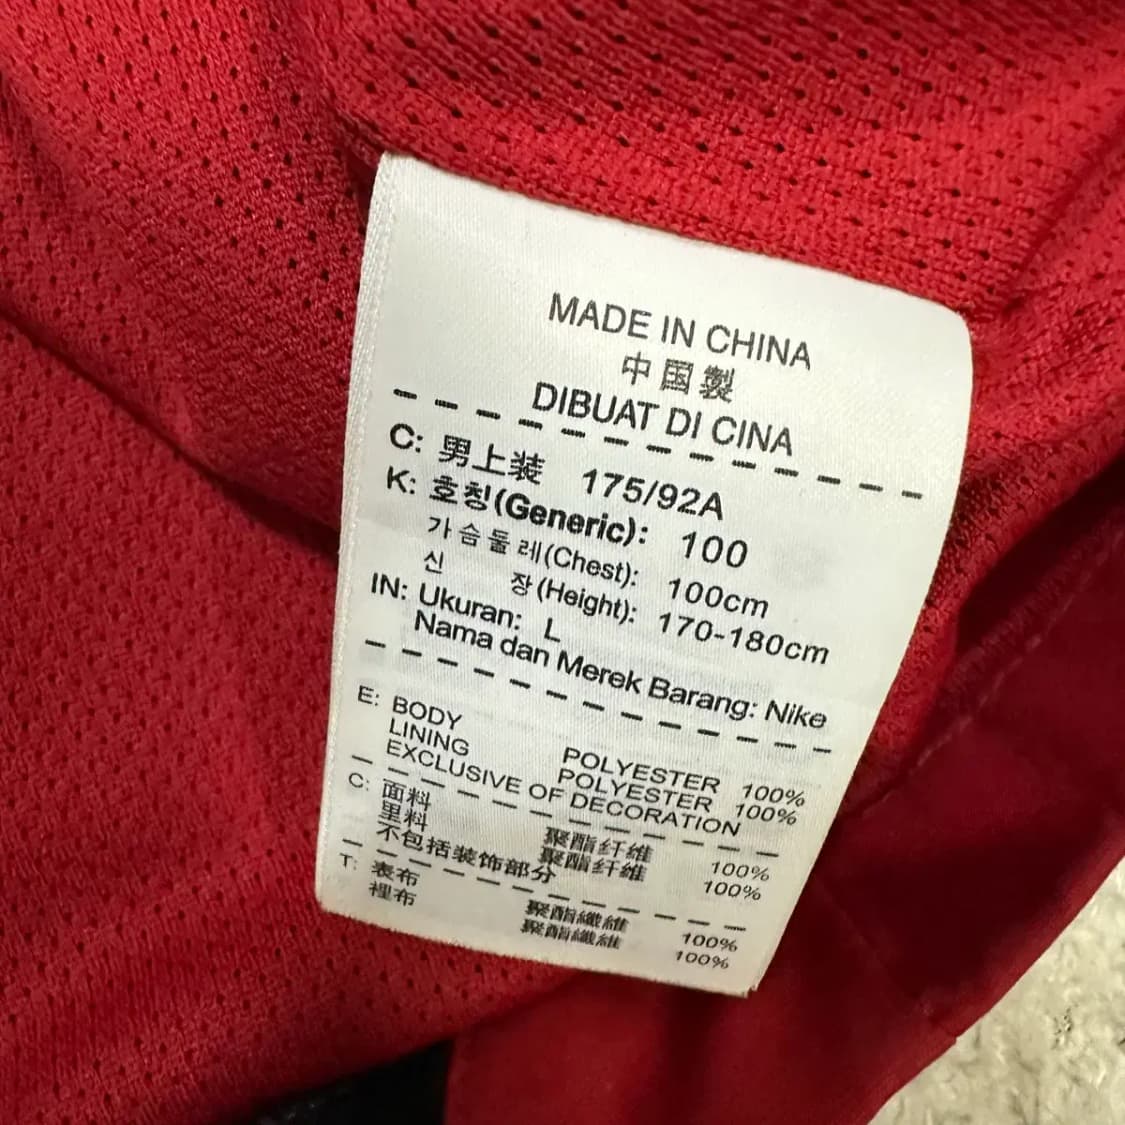 MADE IN CHINA
中国製
DIBUAT DI CINA
C: 男上装 175/92A
K: 호칭(Generic): 100
가슴둘레(Chest): 100cm
신 장(Height): 170-180cm
IN: Ukuran: L
Nama dan Merek Barang: Nike
E: BODY POLYESTER 100%
LINING POLYESTER 100%
EXCLUSIVE OF DECORATION
C: 面料 聚酯纤维 100%
里料 聚酯纤维 100%
不包括装饰部分
T: 表布 聚酯纖維 100%
裡布 聚酯纖維 100%